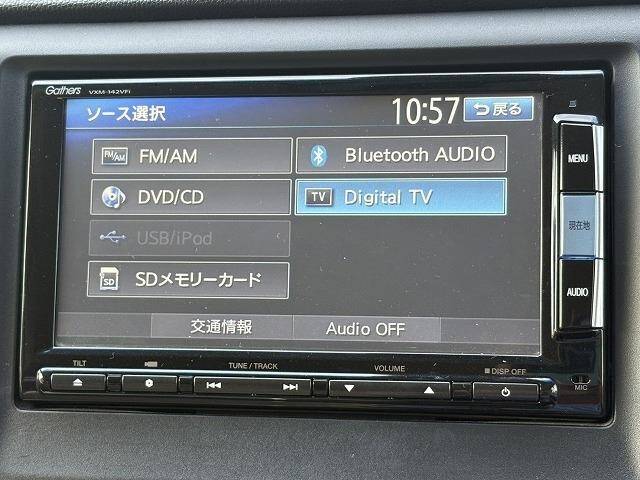 Gathers
VXM-142VFi
ソース選択
10:57
戻る
FM/AM FM/AM
Bluetooth AUDIO
DVD/CD
TV Digital TV
USB/iPod
SD SDメモリーカード
交通情報
Audio OFF
MENU
現在地
AUDIO
TILT
TUNE / TRACK
VOLUME
DISP OFF
MIC